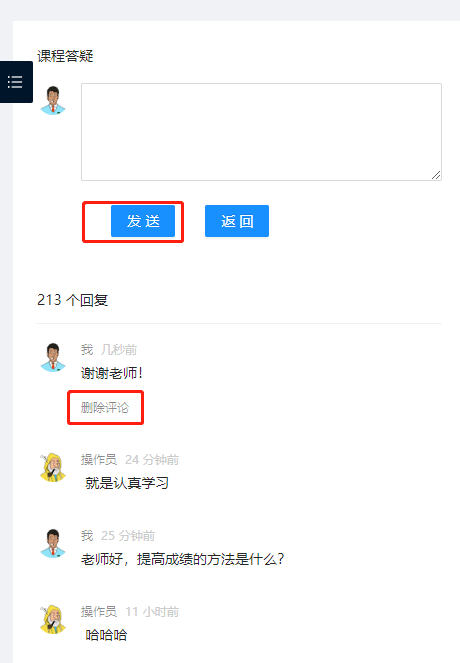 课程答疑
发 送
返 回
213 个回复
我 几秒前
谢谢老师！
删除评论
操作员 24 分钟前
就是认真学习
我 25 分钟前
老师好，提高成绩的方法是什么？
操作员 11 小时前
哈哈哈